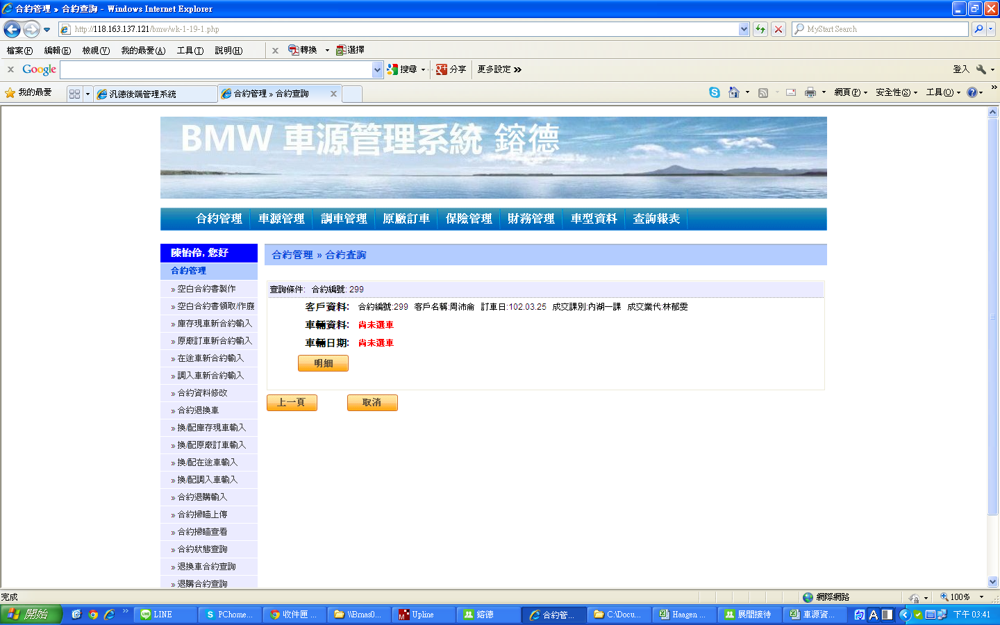 合約管理 » 合約查詢 - Windows Internet Explorer
http://118.163.137.121/bmw/wk-1-19-1.php
MyStart Search
檔案(F) 編輯(E) 檢視(V) 我的最愛(A) 工具(T) 說明(H)
x 轉換 選擇
x Google 搜尋 分享 更多設定 » 登入
我的最愛 汎德後端管理系統 合約管理 » 合約查詢 網頁(P) 安全性(S) 工具(O)
BMW 車源管理系統 鎔德
合約管理 車源管理 調車管理 原廠訂車 保險管理 財務管理 車型資料 查詢報表
陳怡伶, 您好
合約管理
» 空白合約書製作
» 空白合約書領取/作廢
» 庫存現車新合約輸入
» 原廠訂車新合約輸入
» 在途車新合約輸入
» 調入車新合約輸入
» 合約資料修改
» 合約退換車
» 換/配庫存現車輸入
» 換/配原廠訂車輸入
» 換/配在途車輸入
» 換/配調入車輸入
» 合約退購輸入
» 合約掃瞄上傳
» 合約掃瞄查看
» 合約狀態查詢
» 退換車合約查詢
» 退購合約查詢
合約管理 » 合約查詢
查詢條件: 合約編號: 299
客戶資料: 合約編號:299 客戶名稱:周沛侖 訂車日:102.03.25 成交課別:內湖一課 成交業代:林郁雯
車輛資料: 尚未選車
車輛日期: 尚未選車
明細
上一頁 取消
完成 網際網路 100%
開始 LINE PChome... 收件匣 ... \\Bmas0... Upline 鎔德 合約管... C:\Docu... Haagen ... 展間接待 車源資... A 下午 03:41